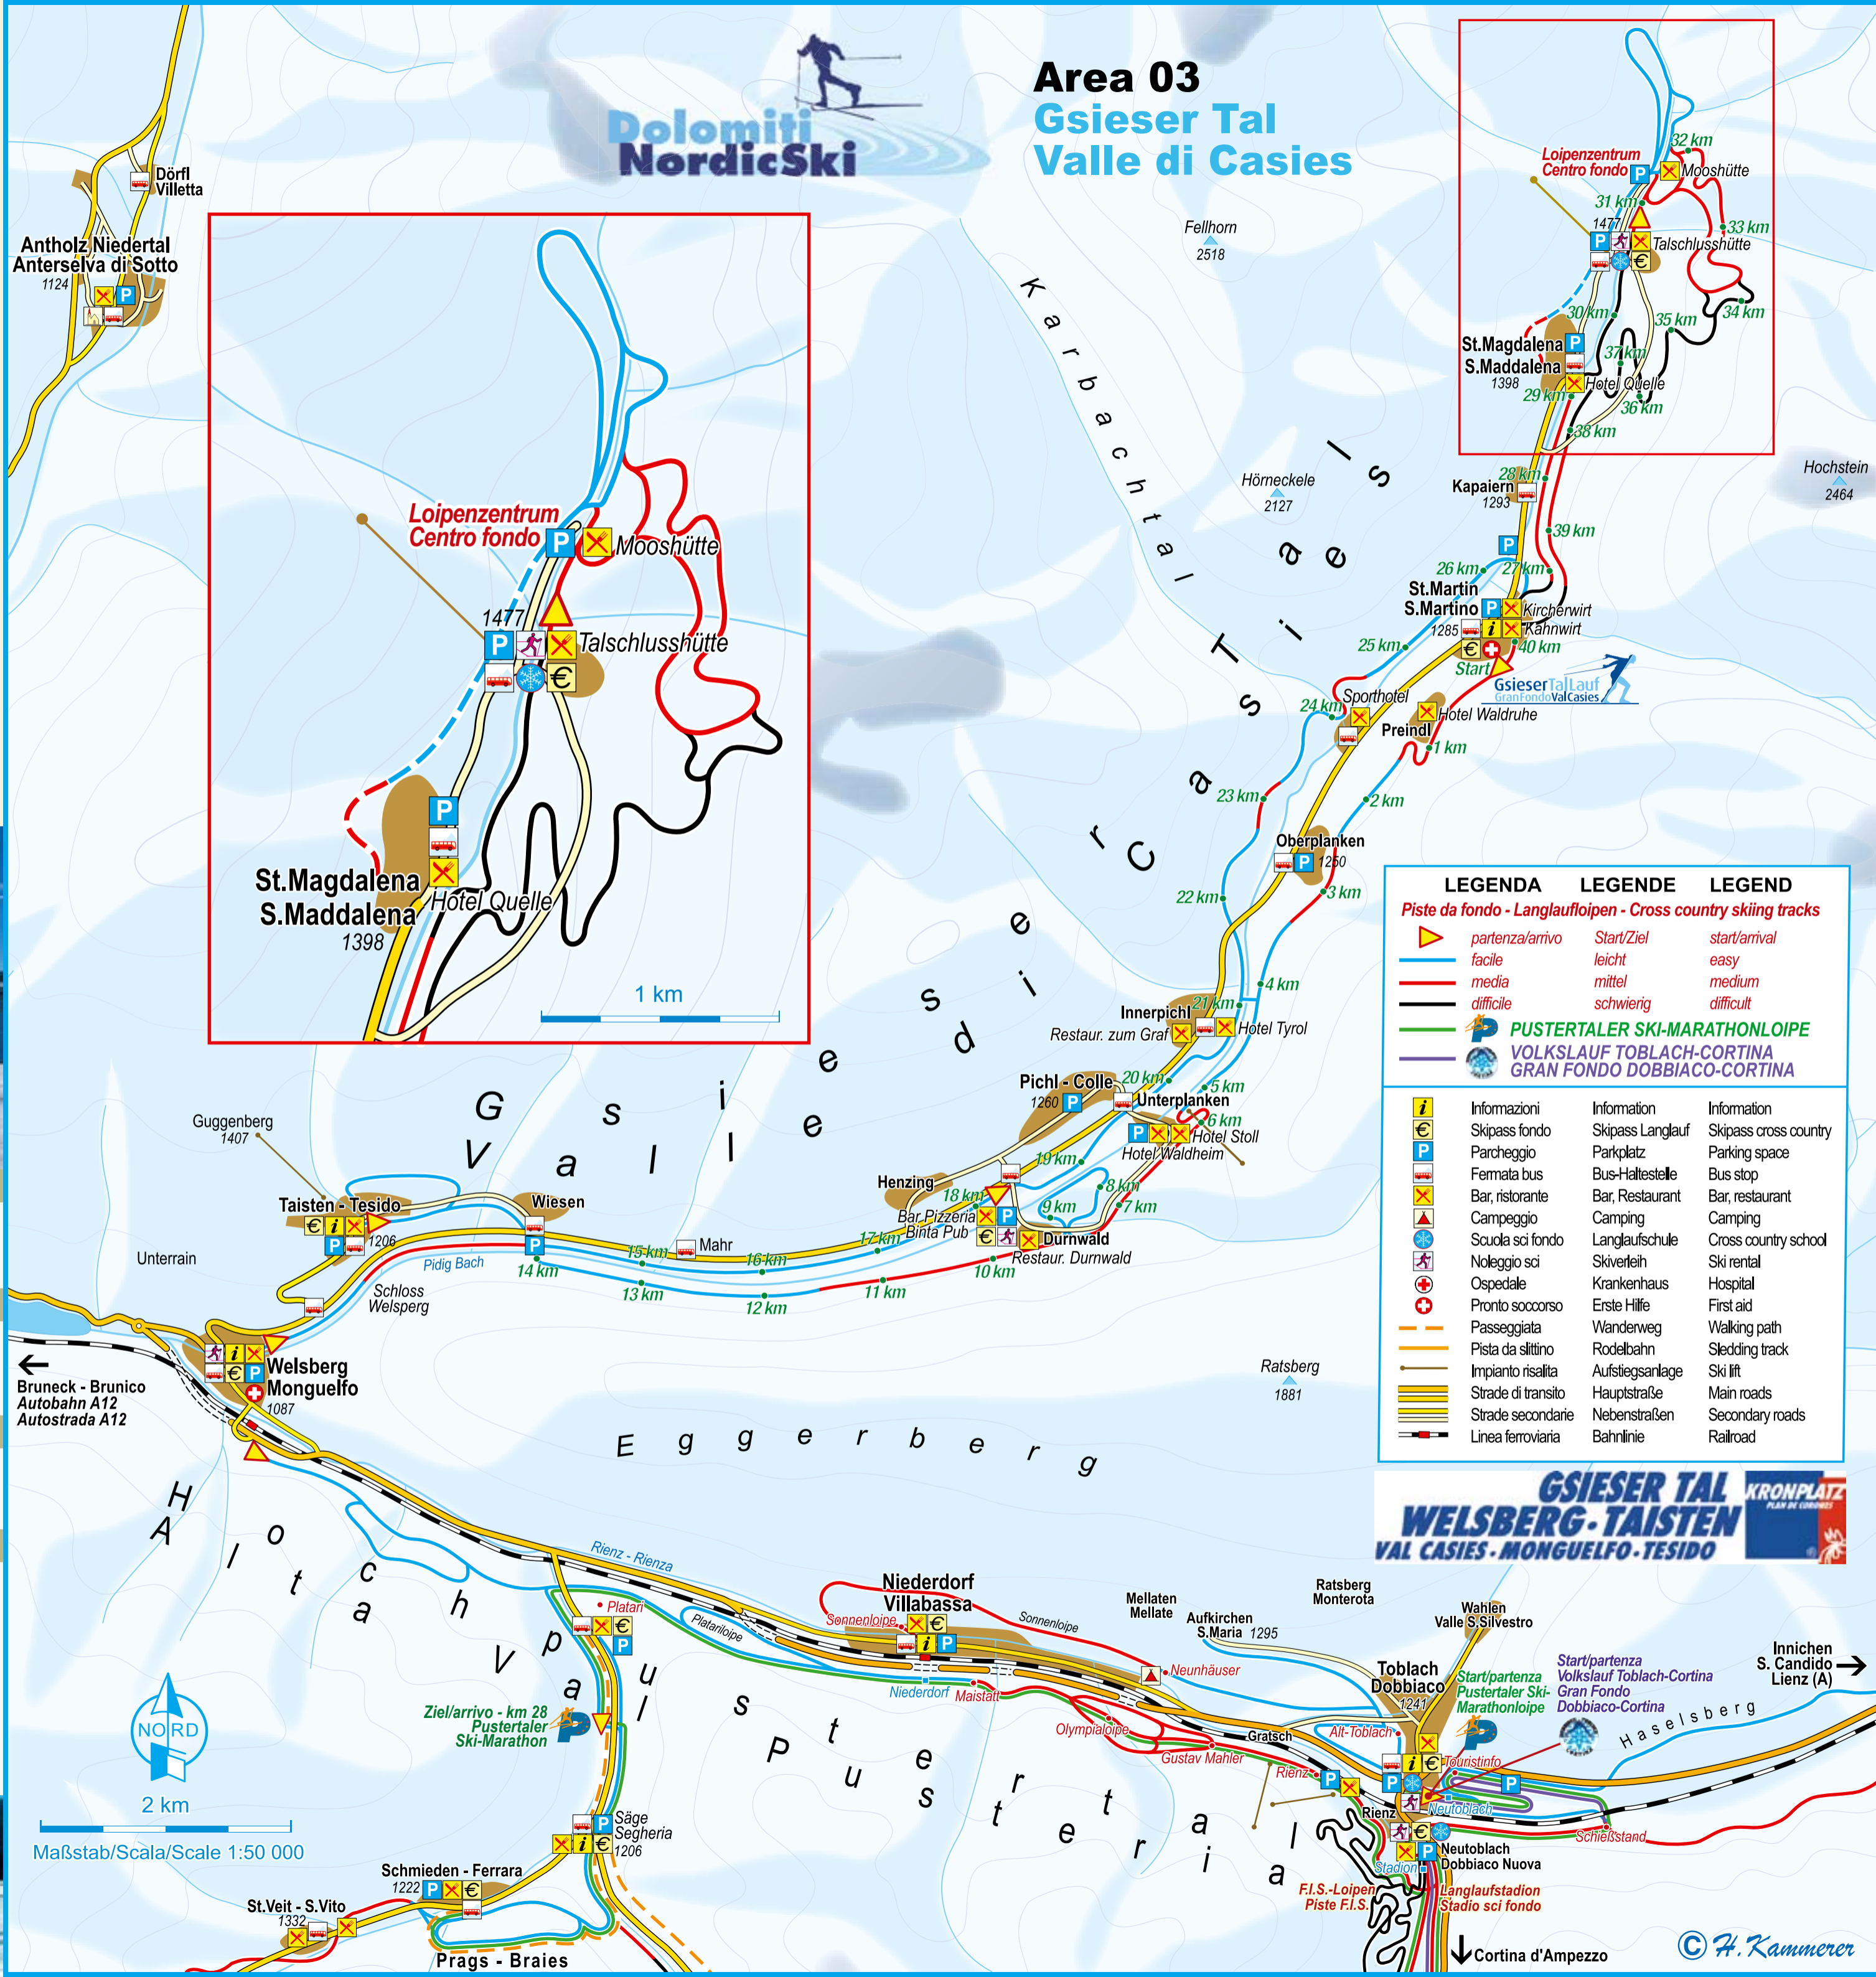 Dolomiti
NordicSki
Area 03
Gsieser Tal
Valle di Casies
Dörfl
Villetta
Antholz Niedertal
Anterselva di Sotto
1124
Loipenzentrum
Centro fondo
Mooshütte
1477
Talschlusshütte
St.Magdalena
S.Maddalena
1398
Hotel Quelle
1 km
Fellhorn
2518
Karbachtal
Hörneckele
2127
Loipenzentrum
Centro fondo
32 km
Mooshütte
31 km
1477
33 km
Talschlusshütte
30 km
34 km
35 km
St.Magdalena
S.Maddalena
1398
37 km
Hotel Quelle
29 km
36 km
38 km
28 km
Kapaiern
1293
Hochstein
2464
39 km
26 km
27 km
St.Martin
S.Martino
Kircherwirt
1285
Kahnwirt
40 km
Start
25 km
GsieserTalLauf
GranFondoValCasies
Sporthotel
24 km
Hotel Waldruhe
Preindl
1 km
23 km
2 km
Oberplanken
1250
22 km
3 km
4 km
Innerpichl
21 km
Restaur. zum Graf
Hotel Tyrol
Pichl - Colle
20 km
5 km
1260
Unterplanken
6 km
Hotel Stoll
Hotel Waldheim
19 km
Henzing
18 km
8 km
9 km
7 km
Bar Pizzeria
Binta Pub
17 km
Durnwald
Restaur. Durnwald
10 km
Gsieser Tal
Valle di Casies
Guggenberg
1407
Taisten - Tesido
1206
Wiesen
Unterrain
Pidig Bach
14 km
15 km
Mahr
16 km
13 km
12 km
11 km
Schloss
Welsperg
Welsberg
Monguelfo
1087
Bruneck - Brunico
Autobahn A12
Autostrada A12
Ratsberg
1881
Eggerberg
LEGENDA LEGENDE LEGEND
Piste da fondo - Langlaufloipen - Cross country skiing tracks
partenza/arrivo Start/Ziel start/arrival
facile leicht easy
media mittel medium
difficile schwierig difficult
PUSTERTALER SKI-MARATHONLOIPE
VOLKSLAUF TOBLACH-CORTINA
GRAN FONDO DOBBIACO-CORTINA
Informazioni Information Information
Skipass fondo Skipass Langlauf Skipass cross country
Parcheggio Parkplatz Parking space
Fermata bus Bus-Haltestelle Bus stop
Bar, ristorante Bar, Restaurant Bar, restaurant
Campeggio Camping Camping
Scuola sci fondo Langlaufschule Cross country school
Noleggio sci Skiverleih Ski rental
Ospedale Krankenhaus Hospital
Pronto soccorso Erste Hilfe First aid
Passeggiata Wanderweg Walking path
Pista da slittino Rodelbahn Sledding track
Impianto risalita Aufstiegsanlage Ski lift
Strade di transito Hauptstraße Main roads
Strade secondarie Nebenstraßen Secondary roads
Linea ferroviaria Bahnlinie Railroad
GSIESER TAL
WELSBERG - TAISTEN
VAL CASIES - MONGUELFO - TESIDO
KRONPLATZ
PLAN DE CORONES
Hochpustertal
Alta Val Pusteria
Rienz - Rienza
Platari
Platariloipe
Niederdorf
Villabassa
Sonnenloipe
Sonnenloipe
Mellaten
Mellate
Ratsberg
Monterota
Aufkirchen
S.Maria 1295
Wahlen
Valle S.Silvestro
Innichen
S. Candido
Lienz (A)
Neunhäuser
Niederdorf
Maistatt
Olympialoipe
Gustav Mahler
Gratsch
Toblach
Dobbiaco
1241
Alt-Toblach
Start/partenza
Pustertaler Ski-
Marathonloipe
Start/partenza
Volkslauf Toblach-Cortina
Gran Fondo
Dobbiaco-Cortina
Haselsberg
Touristinfo
Rienz
Rienz
Neutoblach
Schießstand
Neutoblach
Dobbiaco Nuova
Stadion
F.I.S.-Loipen
Piste F.I.S.
Langlaufstadion
Stadio sci fondo
Cortina d'Ampezzo
Ziel/arrivo - km 28
Pustertaler
Ski-Marathon
Säge
Segheria
1206
Schmieden - Ferrara
1222
St.Veit - S.Vito
1332
Prags - Braies
NORD
2 km
Maßstab/Scala/Scale 1:50 000
© H. Kammerer